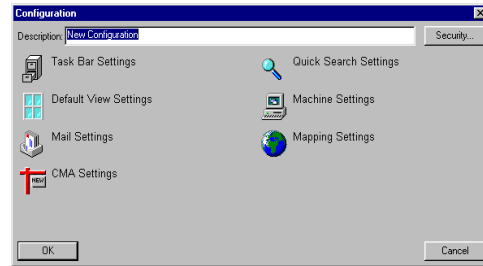 Configuration
Description: New Configuration
Security...
Task Bar Settings
Quick Search Settings
Default View Settings
Machine Settings
Mail Settings
Mapping Settings
NEW
CMA Settings
OK
Cancel